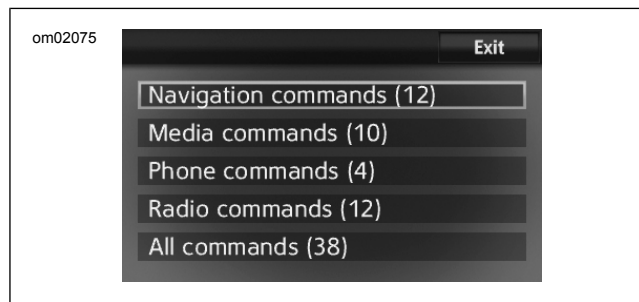 om02075
Exit
Navigation commands (12)
Media commands (10)
Phone commands (4)
Radio commands (12)
All commands (38)